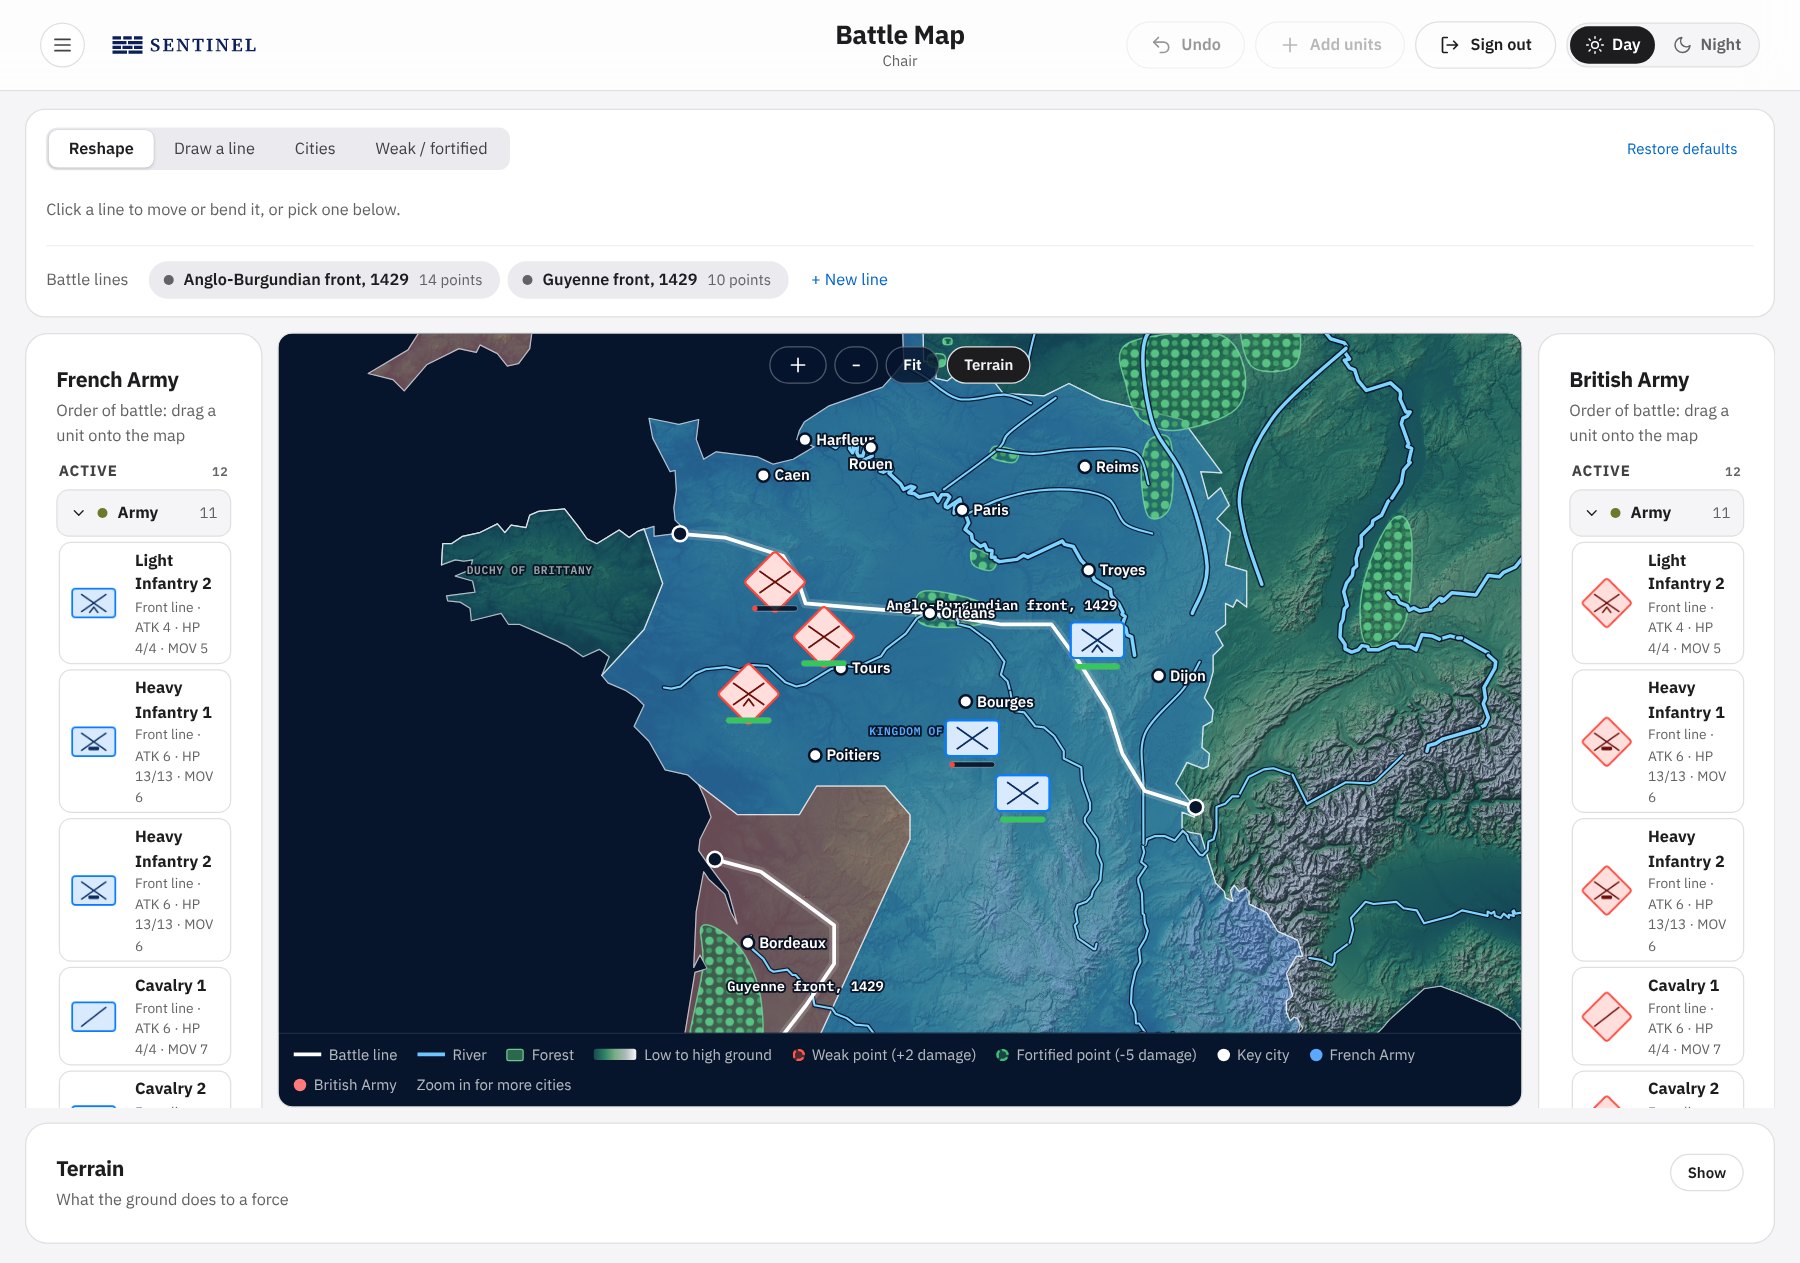 SENTINEL
Battle Map
Chair
Undo
Add units
Sign out
Day
Night
Reshape
Draw a line
Cities
Weak / fortified
Restore defaults
Click a line to move or bend it, or pick one below.
Battle lines
Anglo-Burgundian front, 1429 14 points
Guyenne front, 1429 10 points
+ New line
French Army
Order of battle: drag a
unit onto the map
ACTIVE 12
Army 11
Light
Infantry 2
Front line ·
ATK 4 · HP
4/4 · MOV 5
Heavy
Infantry 1
Front line ·
ATK 6 · HP
13/13 · MOV
6
Heavy
Infantry 2
Front line ·
ATK 6 · HP
13/13 · MOV
6
Cavalry 1
Front line ·
ATK 6 · HP
4/4 · MOV 7
Cavalry 2
+
-
Fit
Terrain
Harfleur
Rouen
Caen
Reims
Paris
DUCHY OF BRITTANY
Troyes
Anglo-Burgundian front, 1429
Orléans
Tours
Dijon
Bourges
KINGDOM OF
Poitiers
Bordeaux
Guyenne front, 1429
Battle line
River
Forest
Low to high ground
Weak point (+2 damage)
Fortified point (-5 damage)
Key city
French Army
British Army
Zoom in for more cities
British Army
Order of battle: drag a
unit onto the map
ACTIVE 12
Army 11
Light
Infantry 2
Front line ·
ATK 4 · HP
4/4 · MOV 5
Heavy
Infantry 1
Front line ·
ATK 6 · HP
13/13 · MOV
6
Heavy
Infantry 2
Front line ·
ATK 6 · HP
13/13 · MOV
6
Cavalry 1
Front line ·
ATK 6 · HP
4/4 · MOV 7
Cavalry 2
Terrain
What the ground does to a force
Show